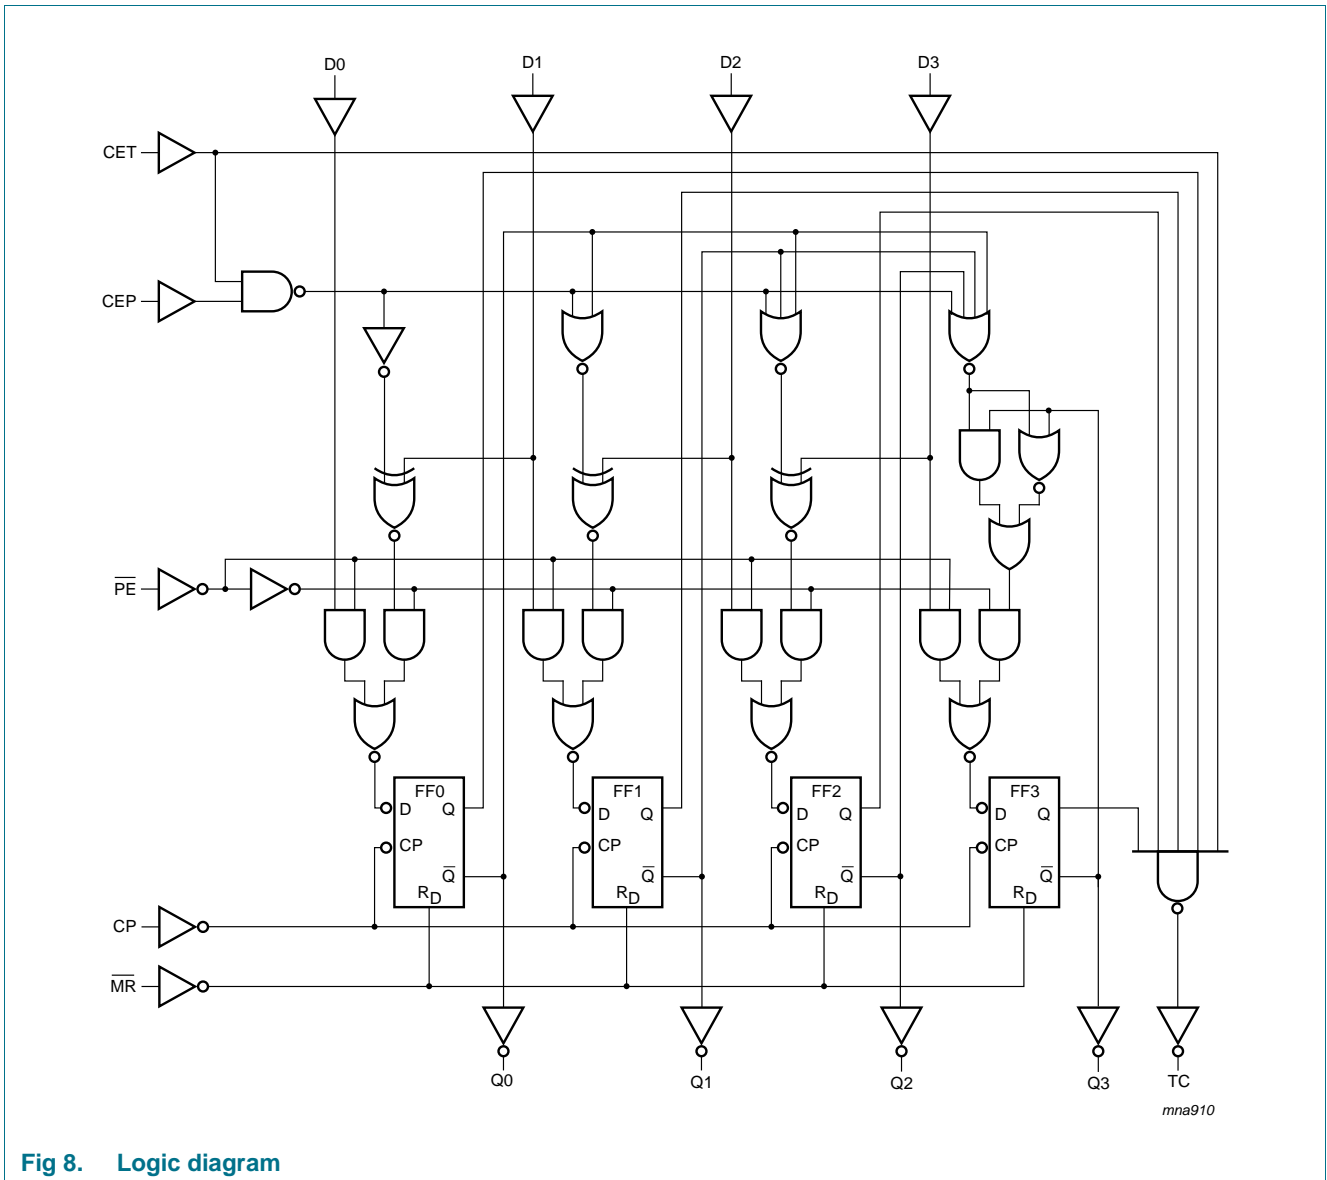 D0 D1 D2 D3
CET
CEP
PE
FF0 FF1 FF2 FF3
D Q D Q D Q D Q
CP CP CP CP
Q Q Q Q
RD RD RD RD
CP
MR
Q0 Q1 Q2 Q3 TC
mna910
Fig 8. Logic diagram